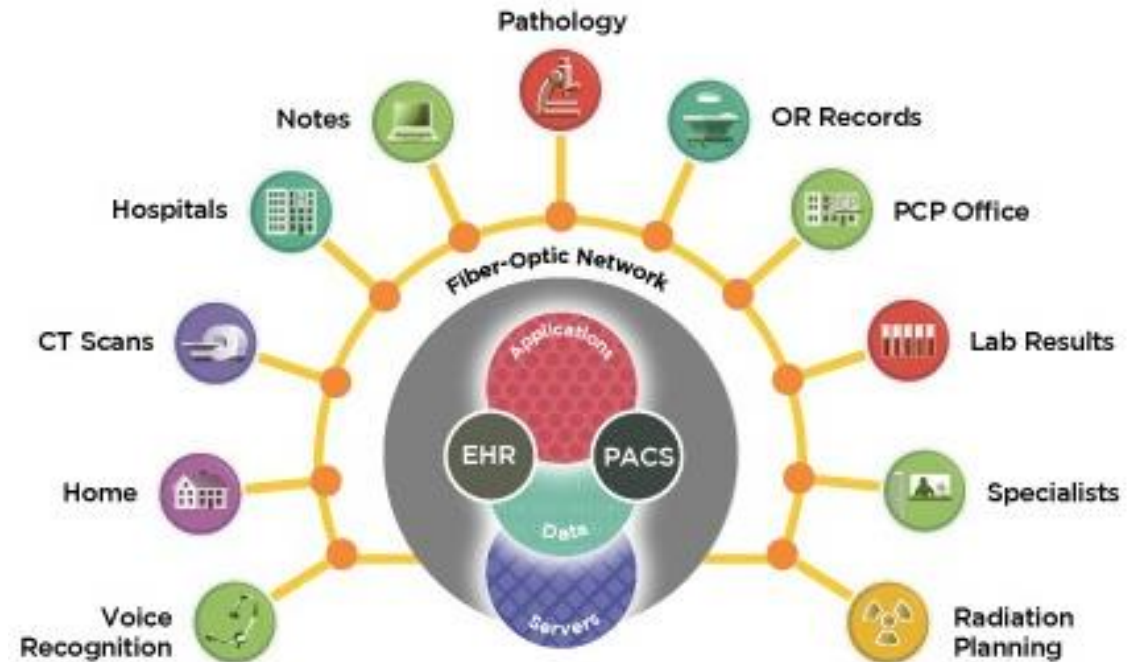 Pathology
Notes
OR Records
Hospitals
PCP Office
Fiber-Optic Network
CT Scans
Applications
Lab Results
EHR
PACS
Home
Specialists
Data
Voice
Recognition
Servers
Radiation
Planning